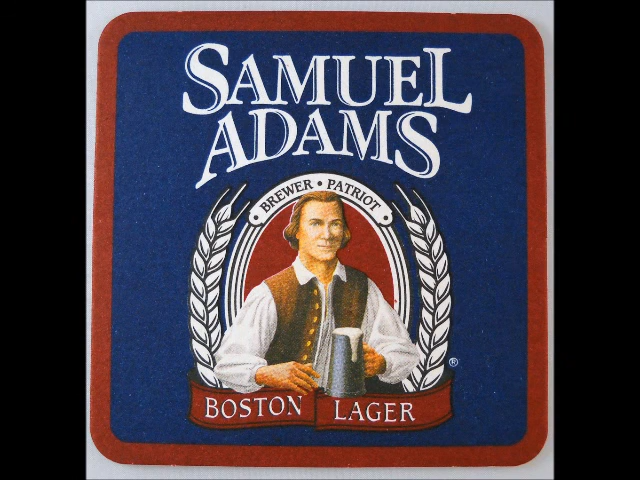 SAMUEL
ADAMS
BREWER • PATRIOT
®
BOSTON LAGER